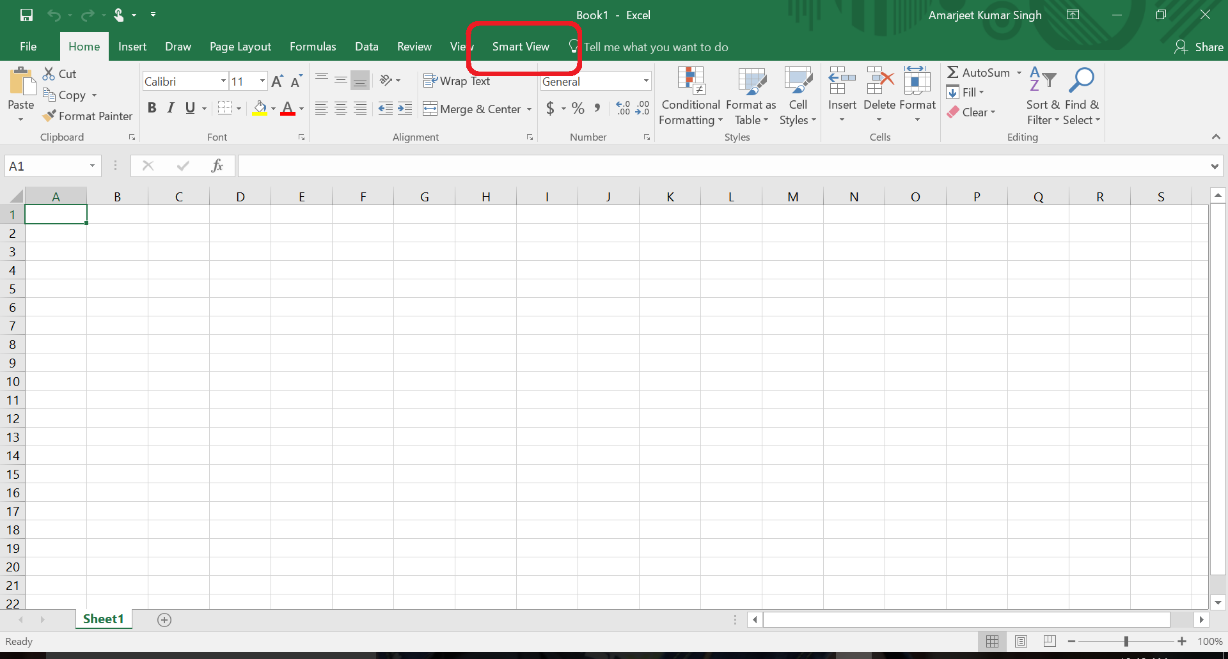 Book1 - Excel
Amarjeet Kumar Singh
File Home Insert Draw Page Layout Formulas Data Review View Smart View Tell me what you want to do Share
Paste
Cut
Copy
Format Painter
Clipboard
Calibri 11
B I U A
Font
Wrap Text
Merge & Center
Alignment
General
$ % ,
Number
Conditional Formatting
Format as Table
Cell Styles
Styles
Insert Delete Format
Cells
AutoSum
Fill
Clear
Sort & Filter
Find & Select
Editing
A1
fx
A B C D E F G H I J K L M N O P Q R S
1
2
3
4
5
6
7
8
9
10
11
12
13
14
15
16
17
18
19
20
21
22
Sheet1
Ready
100%